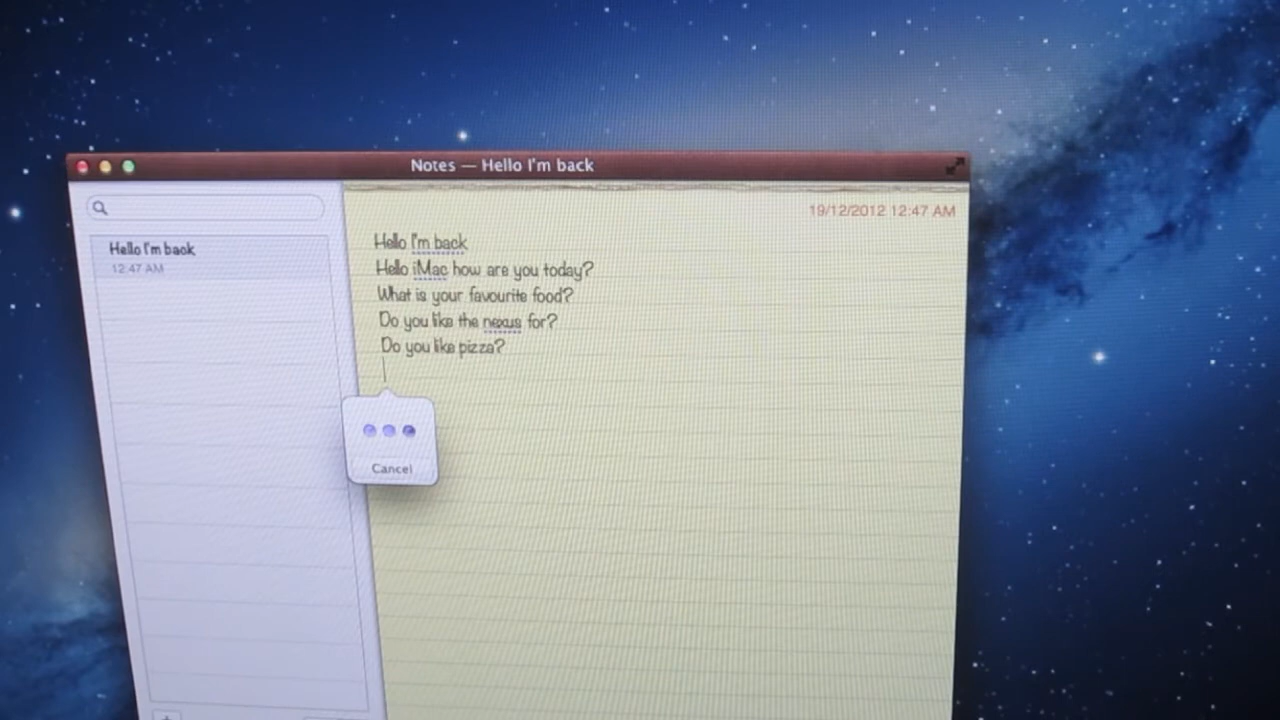 Notes — Hello I'm back
19/12/2012 12:47 AM
Hello I'm back
12:47 AM
Hello I'm back
Hello iMac how are you today?
What is your favourite food?
Do you like the nexus for?
Do you like pizza?
Cancel